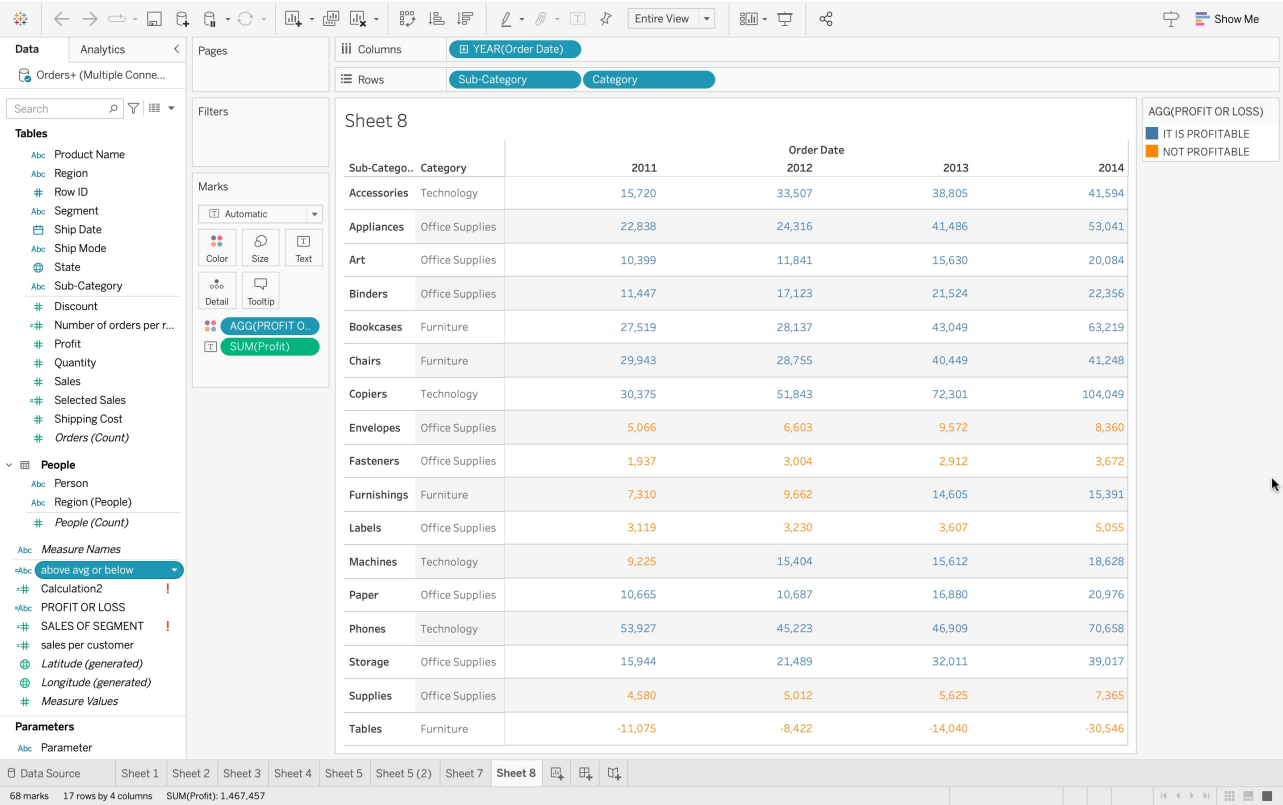 Entire View
Show Me
Data
Analytics
Orders+ (Multiple Conne...
Search
Tables
Abc Product Name
Abc Region
# Row ID
Abc Segment
Ship Date
Abc Ship Mode
State
Abc Sub-Category
# Discount
=# Number of orders per r...
# Profit
# Quantity
# Sales
=# Selected Sales
# Shipping Cost
# Orders (Count)
People
Abc Person
Abc Region (People)
# People (Count)
Abc Measure Names
=Abc above avg or below
=# Calculation2 !
=Abc PROFIT OR LOSS
=# SALES OF SEGMENT !
=# sales per customer
Latitude (generated)
Longitude (generated)
# Measure Values
Parameters
Abc Parameter
Pages
Filters
Marks
T Automatic
Color Size Text
Detail Tooltip
AGG(PROFIT O..
T SUM(Profit)
iii Columns YEAR(Order Date)
Rows Sub-Category Category
Sheet 8
Order Date
Sub-Catego.. Category 2011 2012 2013 2014
Accessories Technology 15,720 33,507 38,805 41,594
Appliances Office Supplies 22,838 24,316 41,486 53,041
Art Office Supplies 10,399 11,841 15,630 20,084
Binders Office Supplies 11,447 17,123 21,524 22,356
Bookcases Furniture 27,519 28,137 43,049 63,219
Chairs Furniture 29,943 28,755 40,449 41,248
Copiers Technology 30,375 51,843 72,301 104,049
Envelopes Office Supplies 5,066 6,603 9,572 8,360
Fasteners Office Supplies 1,937 3,004 2,912 3,672
Furnishings Furniture 7,310 9,662 14,605 15,391
Labels Office Supplies 3,119 3,230 3,607 5,055
Machines Technology 9,225 15,404 15,612 18,628
Paper Office Supplies 10,665 10,687 16,880 20,976
Phones Technology 53,927 45,223 46,909 70,658
Storage Office Supplies 15,944 21,489 32,011 39,017
Supplies Office Supplies 4,580 5,012 5,625 7,365
Tables Furniture -11,075 -8,422 -14,040 -30,546
AGG(PROFIT OR LOSS)
IT IS PROFITABLE
NOT PROFITABLE
Data Source Sheet 1 Sheet 2 Sheet 3 Sheet 4 Sheet 5 Sheet 5 (2) Sheet 7 Sheet 8
68 marks 17 rows by 4 columns SUM(Profit): 1,467,457